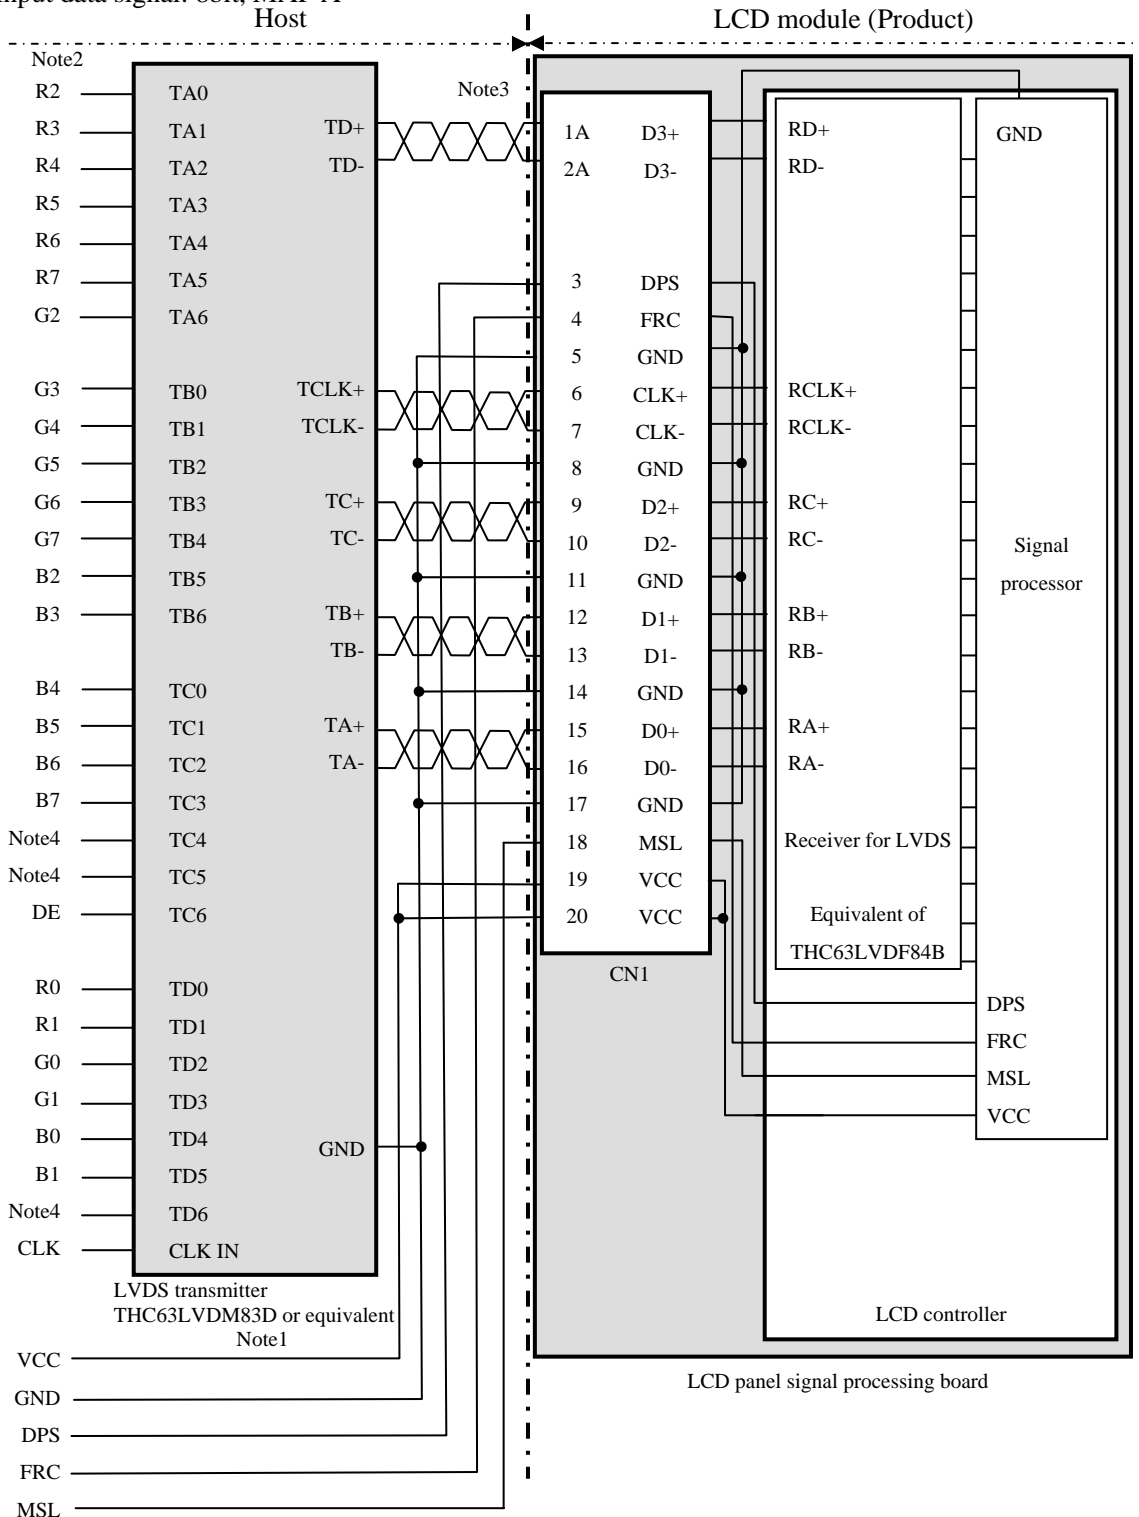 Input data signal: 8bit, MAP A
Host
LCD module (Product)
Note2
Note3
R2 TA0
R3 TA1
R4 TA2
R5 TA3
R6 TA4
R7 TA5
G2 TA6
G3 TB0
G4 TB1
G5 TB2
G6 TB3
G7 TB4
B2 TB5
B3 TB6
B4 TC0
B5 TC1
B6 TC2
B7 TC3
Note4 TC4
Note4 TC5
DE TC6
R0 TD0
R1 TD1
G0 TD2
G1 TD3
B0 TD4
B1 TD5
Note4 TD6
CLK CLK IN
TD+
TD-
TCLK+
TCLK-
TC+
TC-
TB+
TB-
TA+
TA-
GND
LVDS transmitter
THC63LVDM83D or equivalent
Note1
VCC
GND
DPS
FRC
MSL
1A D3+
2A D3-
3 DPS
4 FRC
5 GND
6 CLK+
7 CLK-
8 GND
9 D2+
10 D2-
11 GND
12 D1+
13 D1-
14 GND
15 D0+
16 D0-
17 GND
18 MSL
19 VCC
20 VCC
CN1
RD+
RD-
RCLK+
RCLK-
RC+
RC-
RB+
RB-
RA+
RA-
Receiver for LVDS
Equivalent of
THC63LVDF84B
GND
Signal
processor
DPS
FRC
MSL
VCC
LCD controller
LCD panel signal processing board